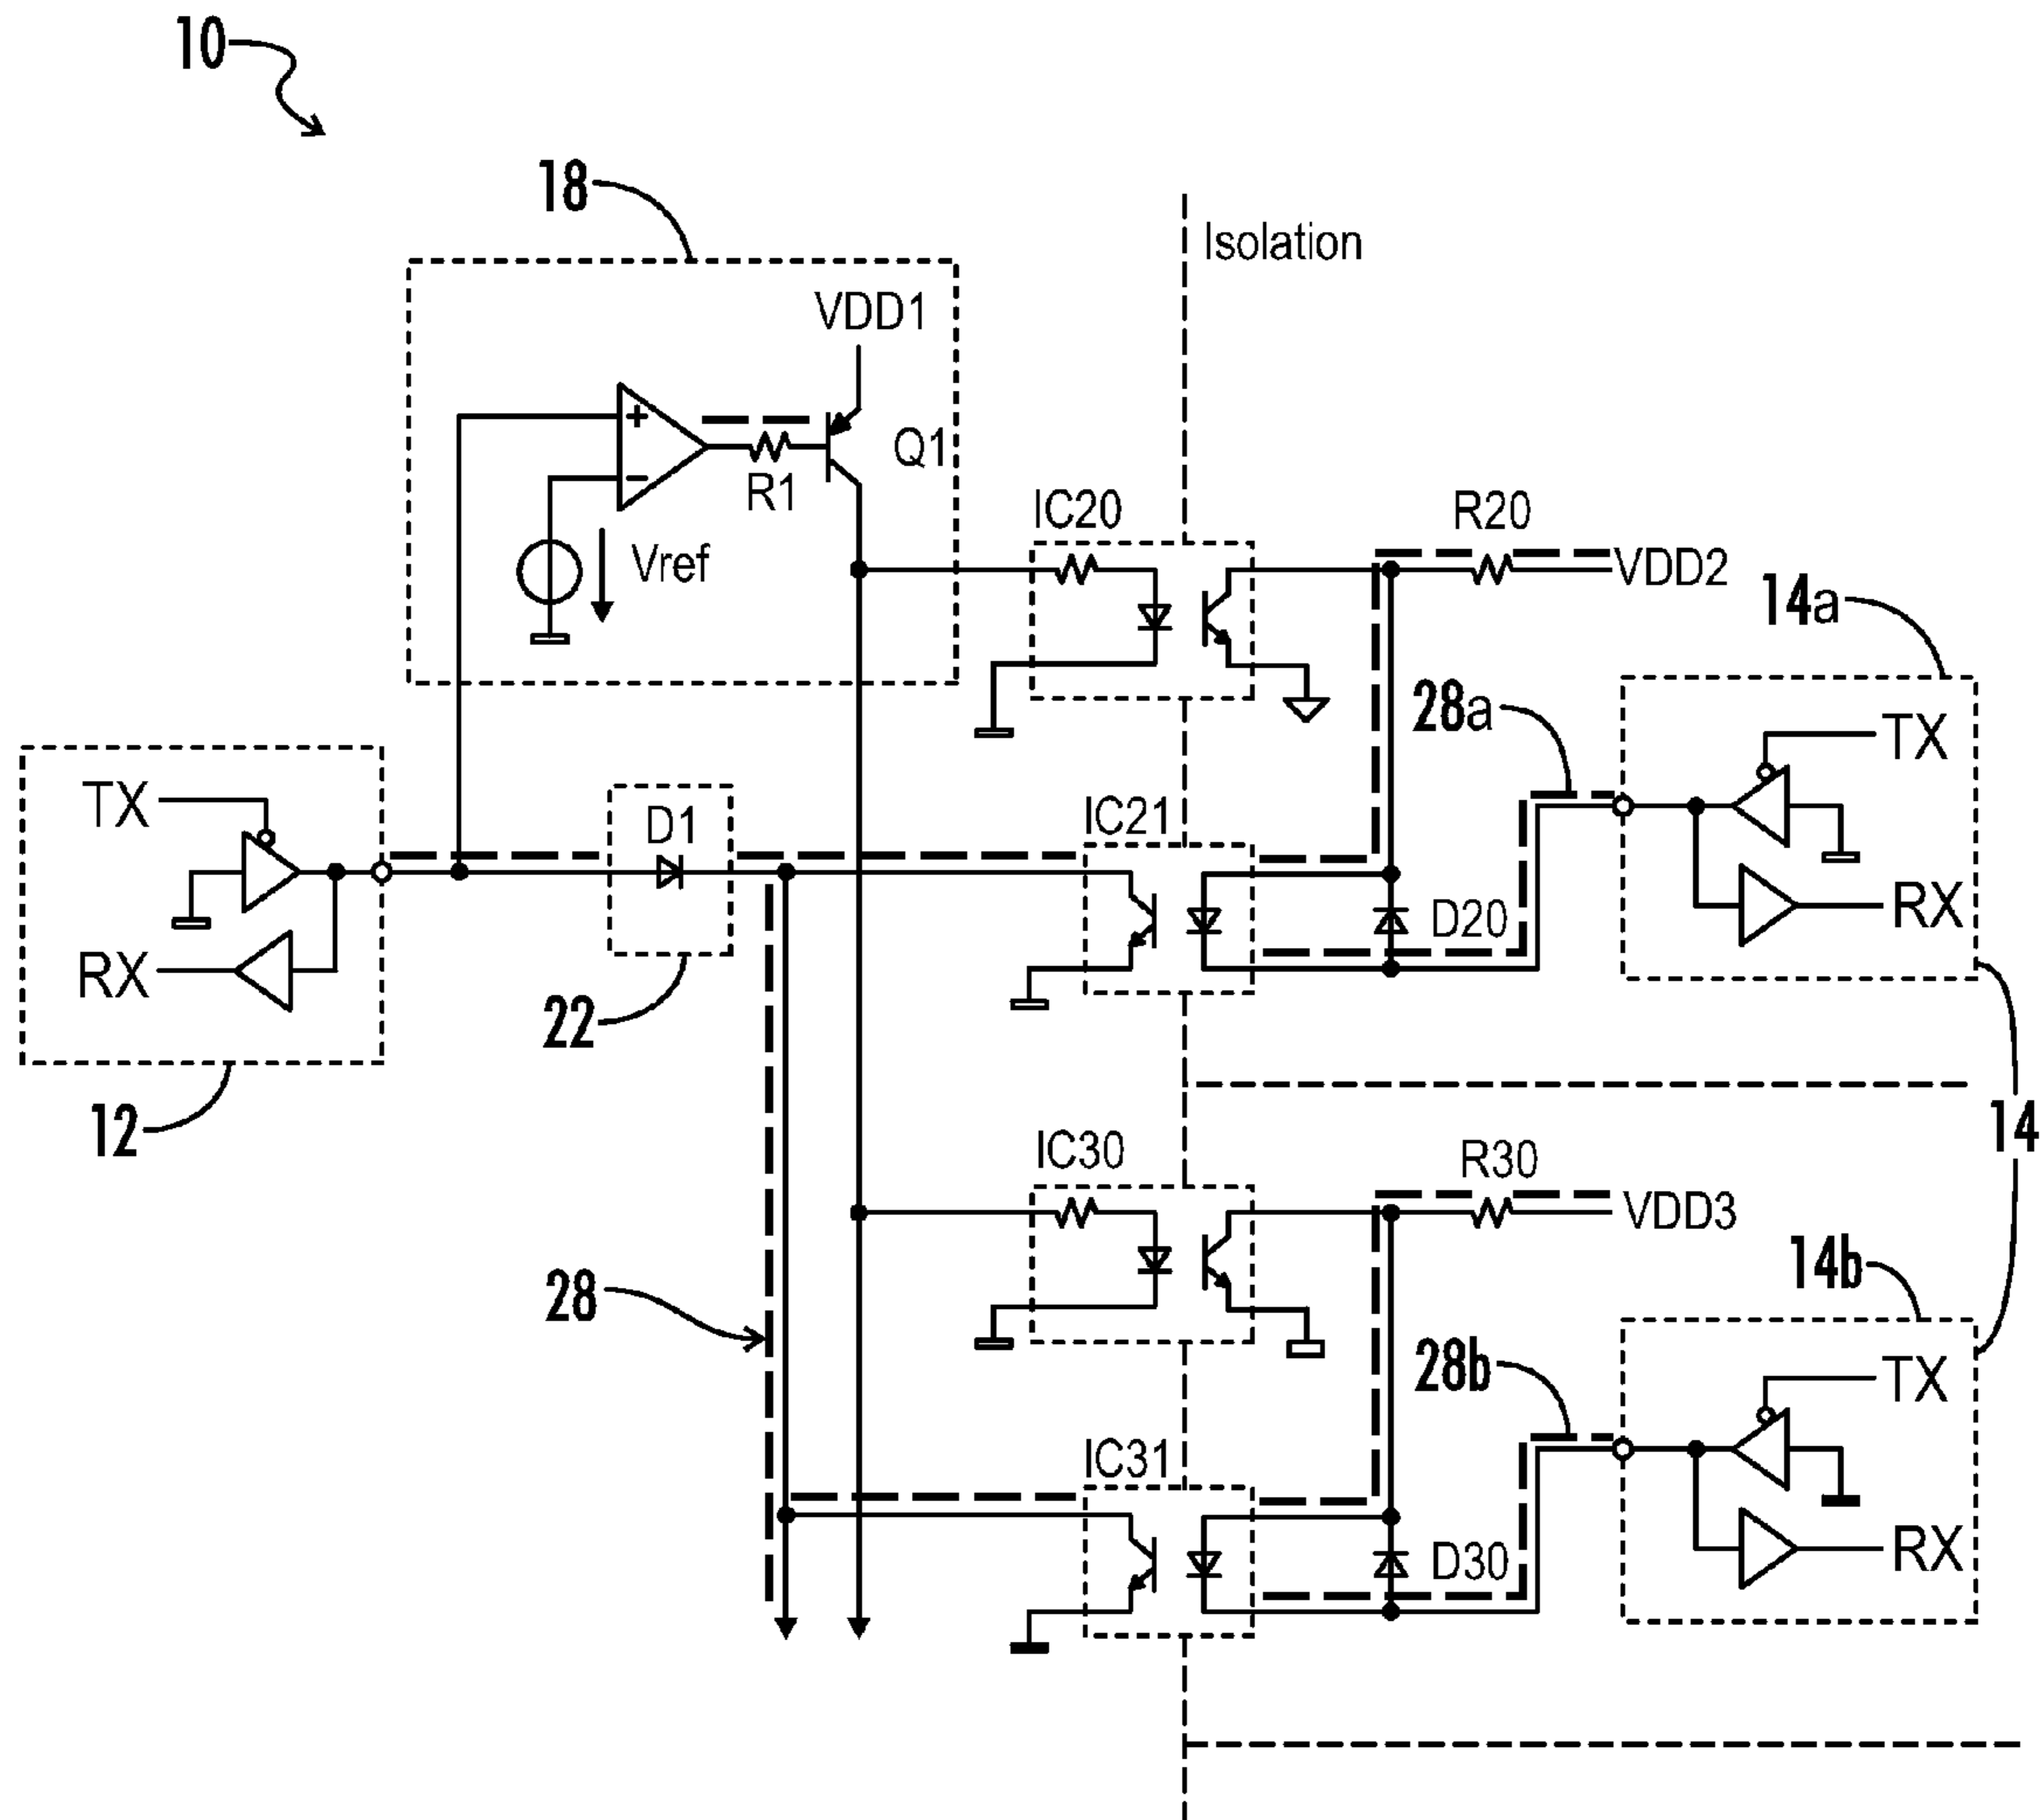 10
18
Isolation
VDD1
+
Q1
R1
−
Vref
IC20
R20
VDD2
14a
28a
TX
TX
D1
IC21
D20
RX
RX
22
12
14
IC30
R30
VDD3
14b
28
28b
TX
IC31
D30
RX